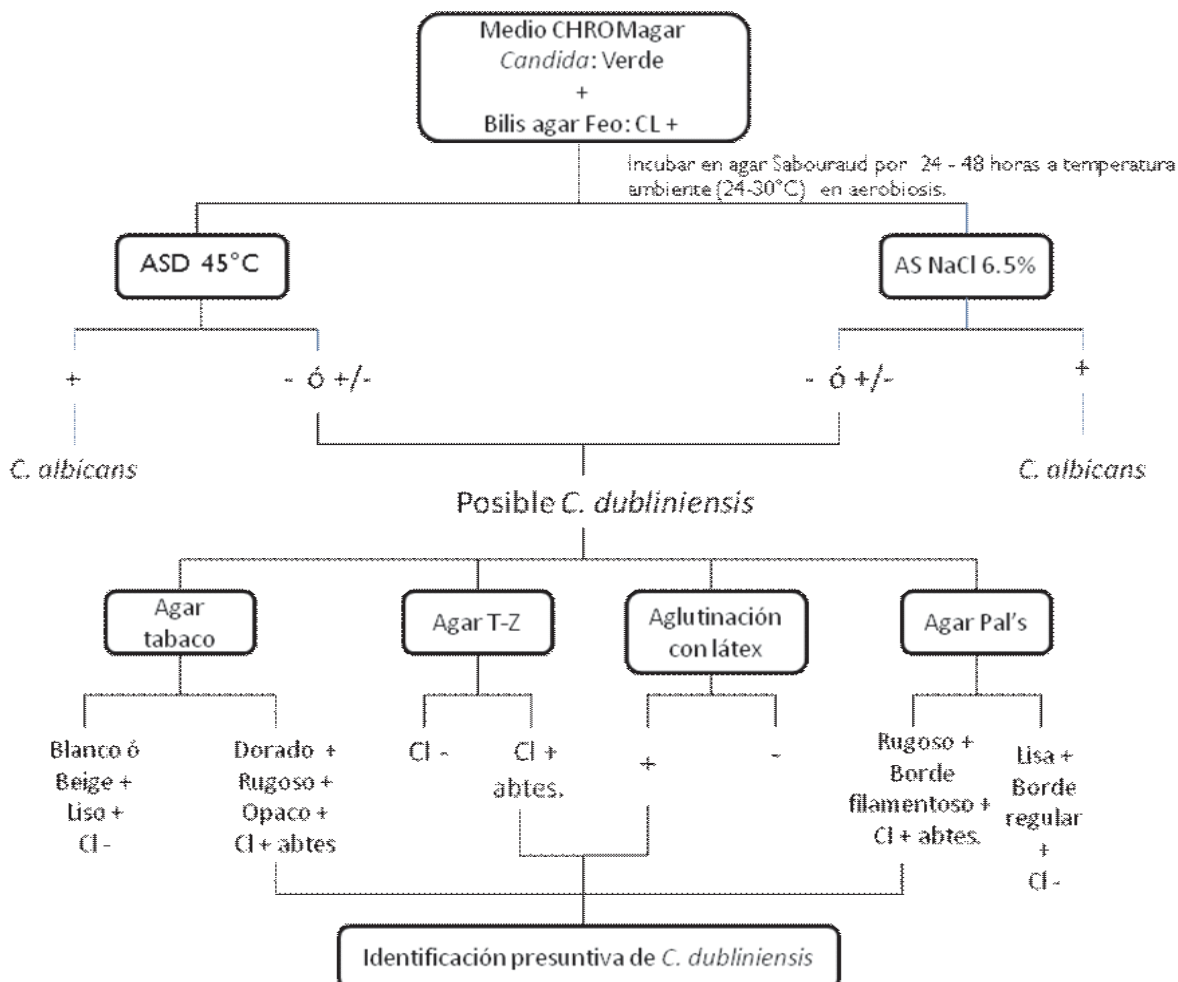 Medio CHROMagar
Candida: Verde
+
Bilis agar Feo: CL +
Incubar en agar Sabouraud por 24 - 48 horas a temperatura
ambiente (24-30°C) en aerobiosis.
ASD 45°C
AS NaCl 6.5%
+
- ó +/-
- ó +/-
+
C. albicans
C. albicans
Posible C. dubliniensis
Agar
tabaco
Agar T-Z
Aglutinación
con látex
Agar Pal's
Blanco ó
Beige +
Liso +
Cl -
Dorado +
Rugoso +
Opaco +
Cl + abtes
Cl -
Cl +
abtes.
+
-
Rugoso +
Borde
filamentoso +
Cl + abtes.
Lisa +
Borde
regular
+
Cl -
Identificación presuntiva de C. dubliniensis